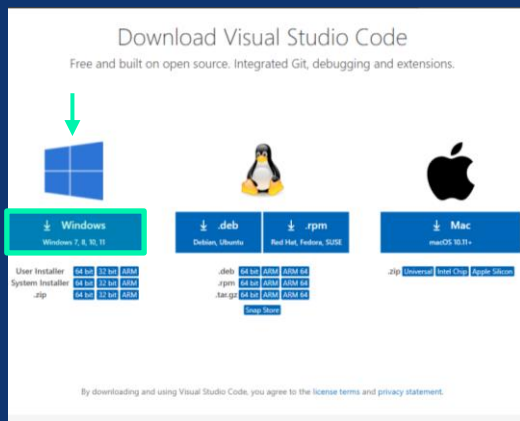 Download Visual Studio Code
Free and built on open source. Integrated Git, debugging and extensions.
Windows
Windows 7, 8, 10, 11
.deb
Debian, Ubuntu
.rpm
Red Hat, Fedora, SUSE
Mac
macOS 10.11+
User Installer 64 bit 32 bit ARM
System Installer 64 bit 32 bit ARM
.zip 64 bit 32 bit ARM
.deb 64 bit ARM ARM 64
.rpm 64 bit ARM ARM 64
.tar.gz 64 bit ARM ARM 64
Snap Store
.zip Universal Intel Chip Apple Silicon
By downloading and using Visual Studio Code, you agree to the license terms and privacy statement.